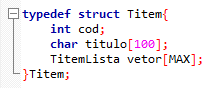 typedef struct Titem{
int cod;
char titulo[100];
TitemLista vetor[MAX];
}Titem;